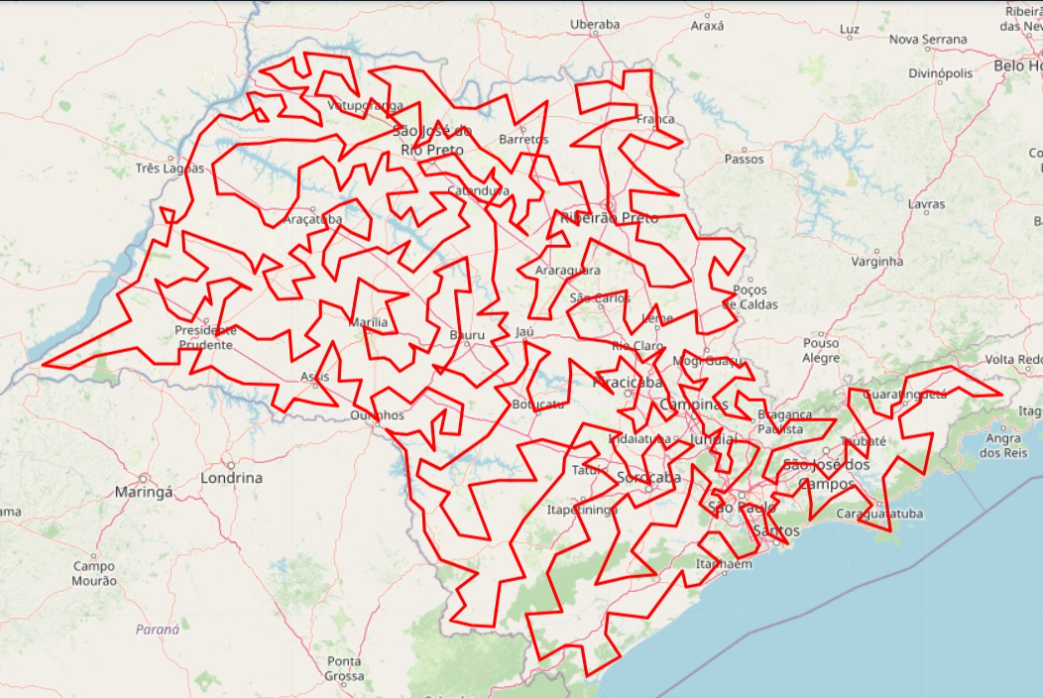 Uberaba
Araxá
Luz
Ribeirã
das Nev
Nova Serrana
Belo Ho
Divinópolis
Votuporanga
Franca
São José do
Rio Preto
Barretos
Passos
Três Lagoas
Co
Catanduva
Lavras
Araçatuba
Ribeirão Preto
Ba
Varginha
Araraquara
Poços
de Caldas
São Carlos
Leme
Presidente
Prudente
Marília
Bauru
Jaú
Rio Claro
Mogi Guaçu
Pouso
Alegre
Volta Redo
Assis
Piracicaba
Guaratinguetá
Ourinhos
Botucatu
Campinas
Bragança
Paulista
Itag
Angra
dos Reis
Indaiatuba
Jundiaí
Taubaté
Londrina
Tatuí
Sorocaba
São José dos
Campos
Maringá
Itapetininga
São Paulo
Caraguatatuba
ama
Santos
Campo
Mourão
Itanhaém
Paraná
Ponta
Grossa